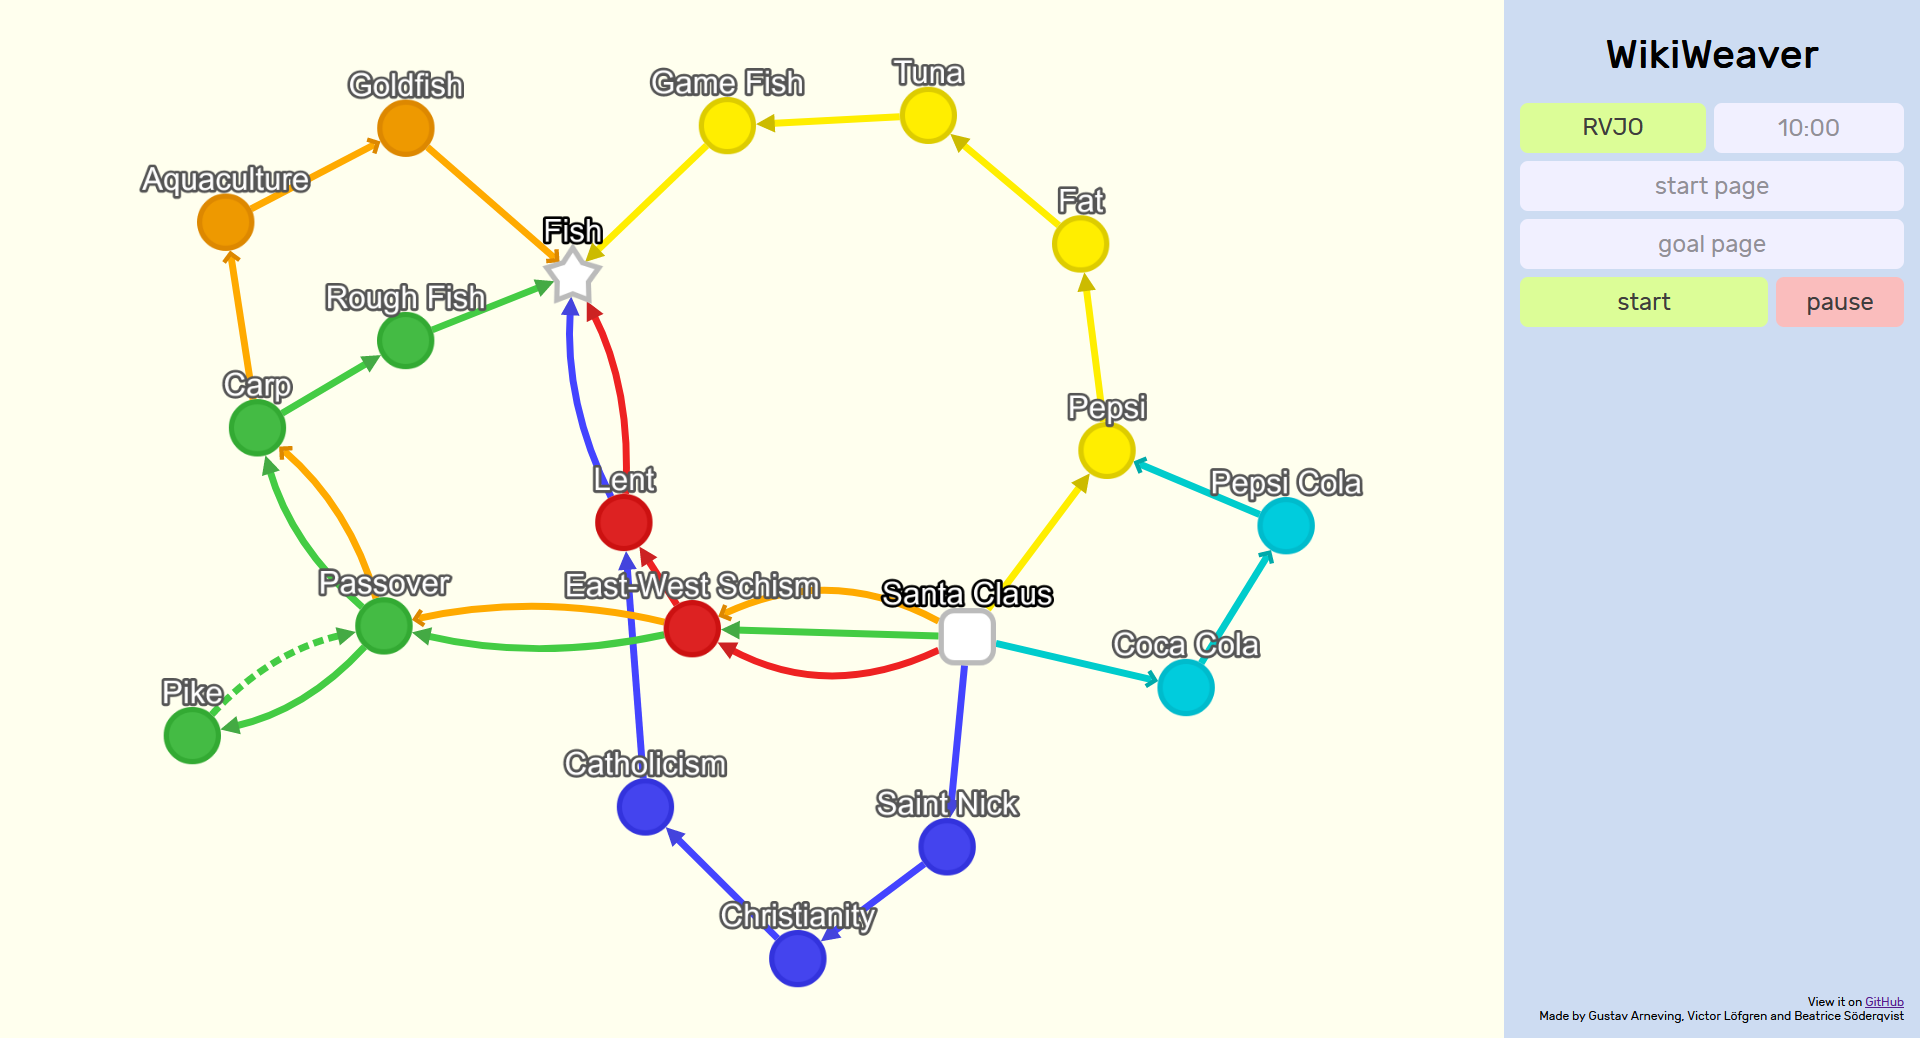 Tuna
Game Fish
Goldfish
Aquaculture
Fat
Fish
Rough Fish
Carp
Pepsi
Lent
Pepsi Cola
Passover
East-West Schism
Santa Claus
Coca Cola
Pike
Catholicism
Saint Nick
Christianity
WikiWeaver
RVJO 10:00
start page
goal page
start pause
View it on GitHub
Made by Gustav Arneving, Victor Löfgren and Beatrice Söderqvist